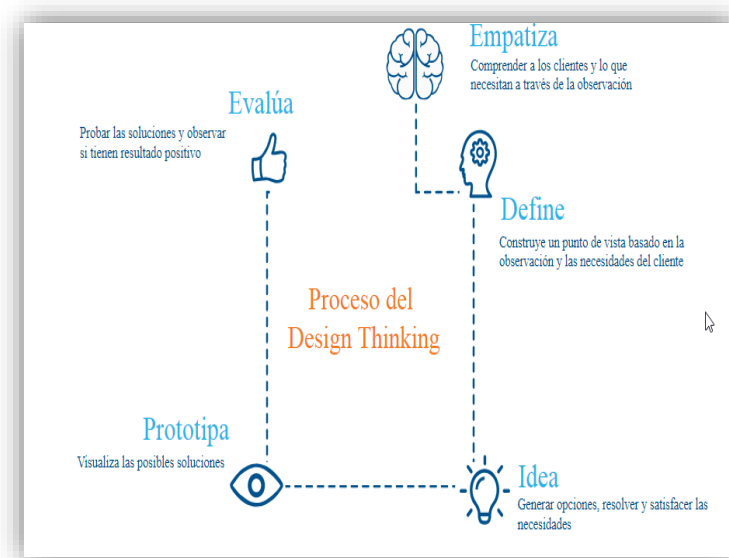 Empatiza
Comprender a los clientes y lo que
necesitan a través de la observación
Evalúa
Probar las soluciones y observar
si tienen resultado positivo
Define
Construye un punto de vista basado en la
observación y las necesidades del cliente
Proceso del
Design Thinking
Prototipa
Visualiza las posibles soluciones
Idea
Generar opciones, resolver y satisfacer las
necesidades